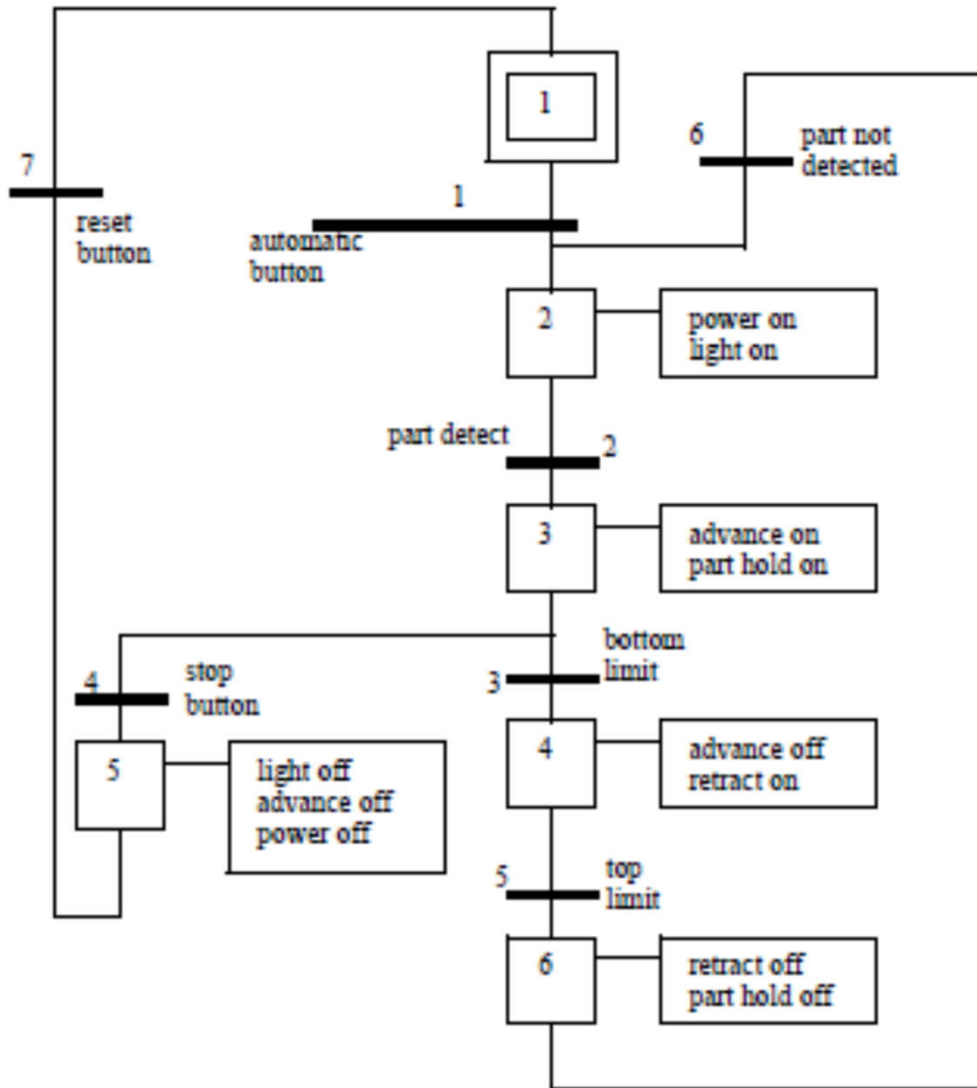 1
6
part not
detected
7
reset
button
1
automatic
button
2
power on
light on
part detect
2
3
advance on
part hold on
bottom
limit
3
4
stop
button
4
advance off
retract on
5
light off
advance off
power off
5
top
limit
6
retract off
part hold off